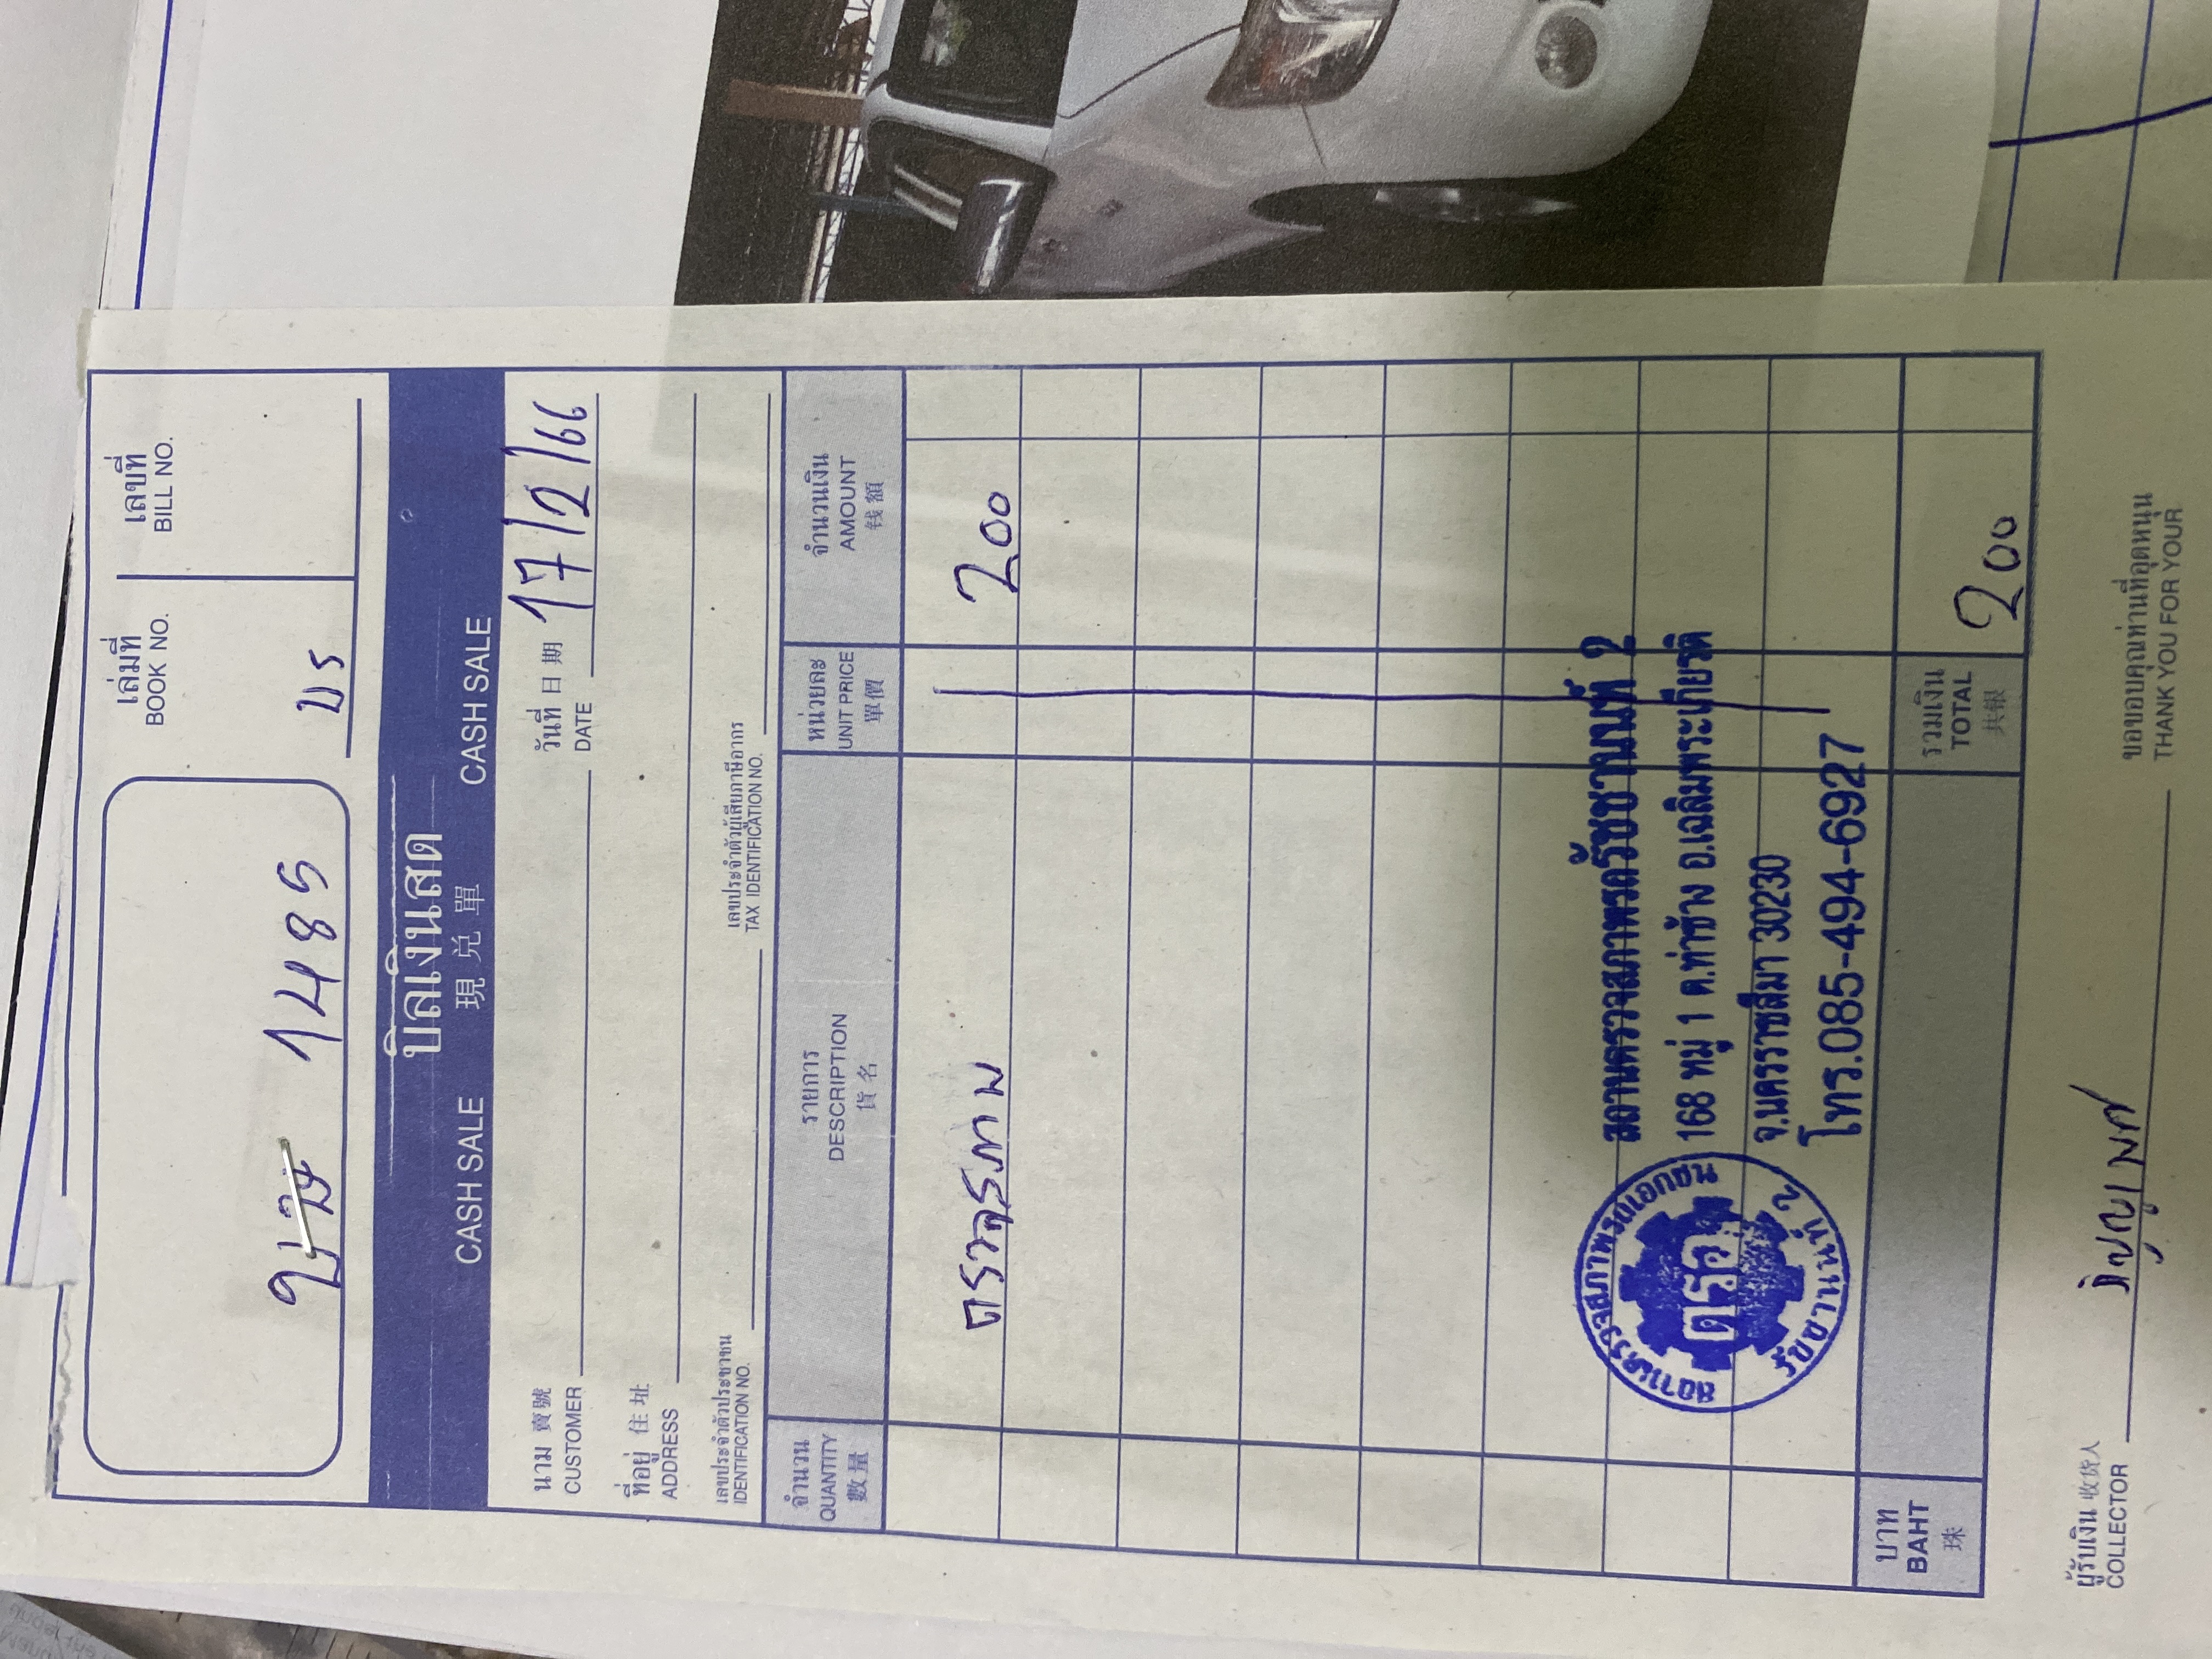 เล่มที่
BOOK NO.
เลขที่
BILL NO.
1485
บร
บิลเงินสด
CASH SALE 現兌單 CASH SALE
นาม 賣號
CUSTOMER
วันที่ 日期
DATE
17/2/66
ที่อยู่ 住址
ADDRESS
เลขประจำตัวประชาชน
IDENTIFICATION NO.
เลขประจำตัวผู้เสียภาษีอากร
TAX IDENTIFICATION NO.
จำนวน
QUANTITY
數量
รายการ
DESCRIPTION
貨名
หน่วยละ
UNIT PRICE
單價
จำนวนเงิน
AMOUNT
钱額
ตรวจสภาพ 200
สถานตรวจสภาพรถรัชชานนท์ 2
168 หมู่ 1 ต.ท่าช้าง อ.เฉลิมพระเกียรติ
จ.นครราชสีมา 30230
โทร.085-494-6927
สถานตรวจสภาพรถเอกชน
ตรอ
รัชชานนท์ 2
บาท
BAHT
珠
รวมเงิน
TOTAL
共銀
200
ผู้รับเงิน 收货人
COLLECTOR
ขอขอบคุณท่านที่อุดหนุน
THANK YOU FOR YOUR